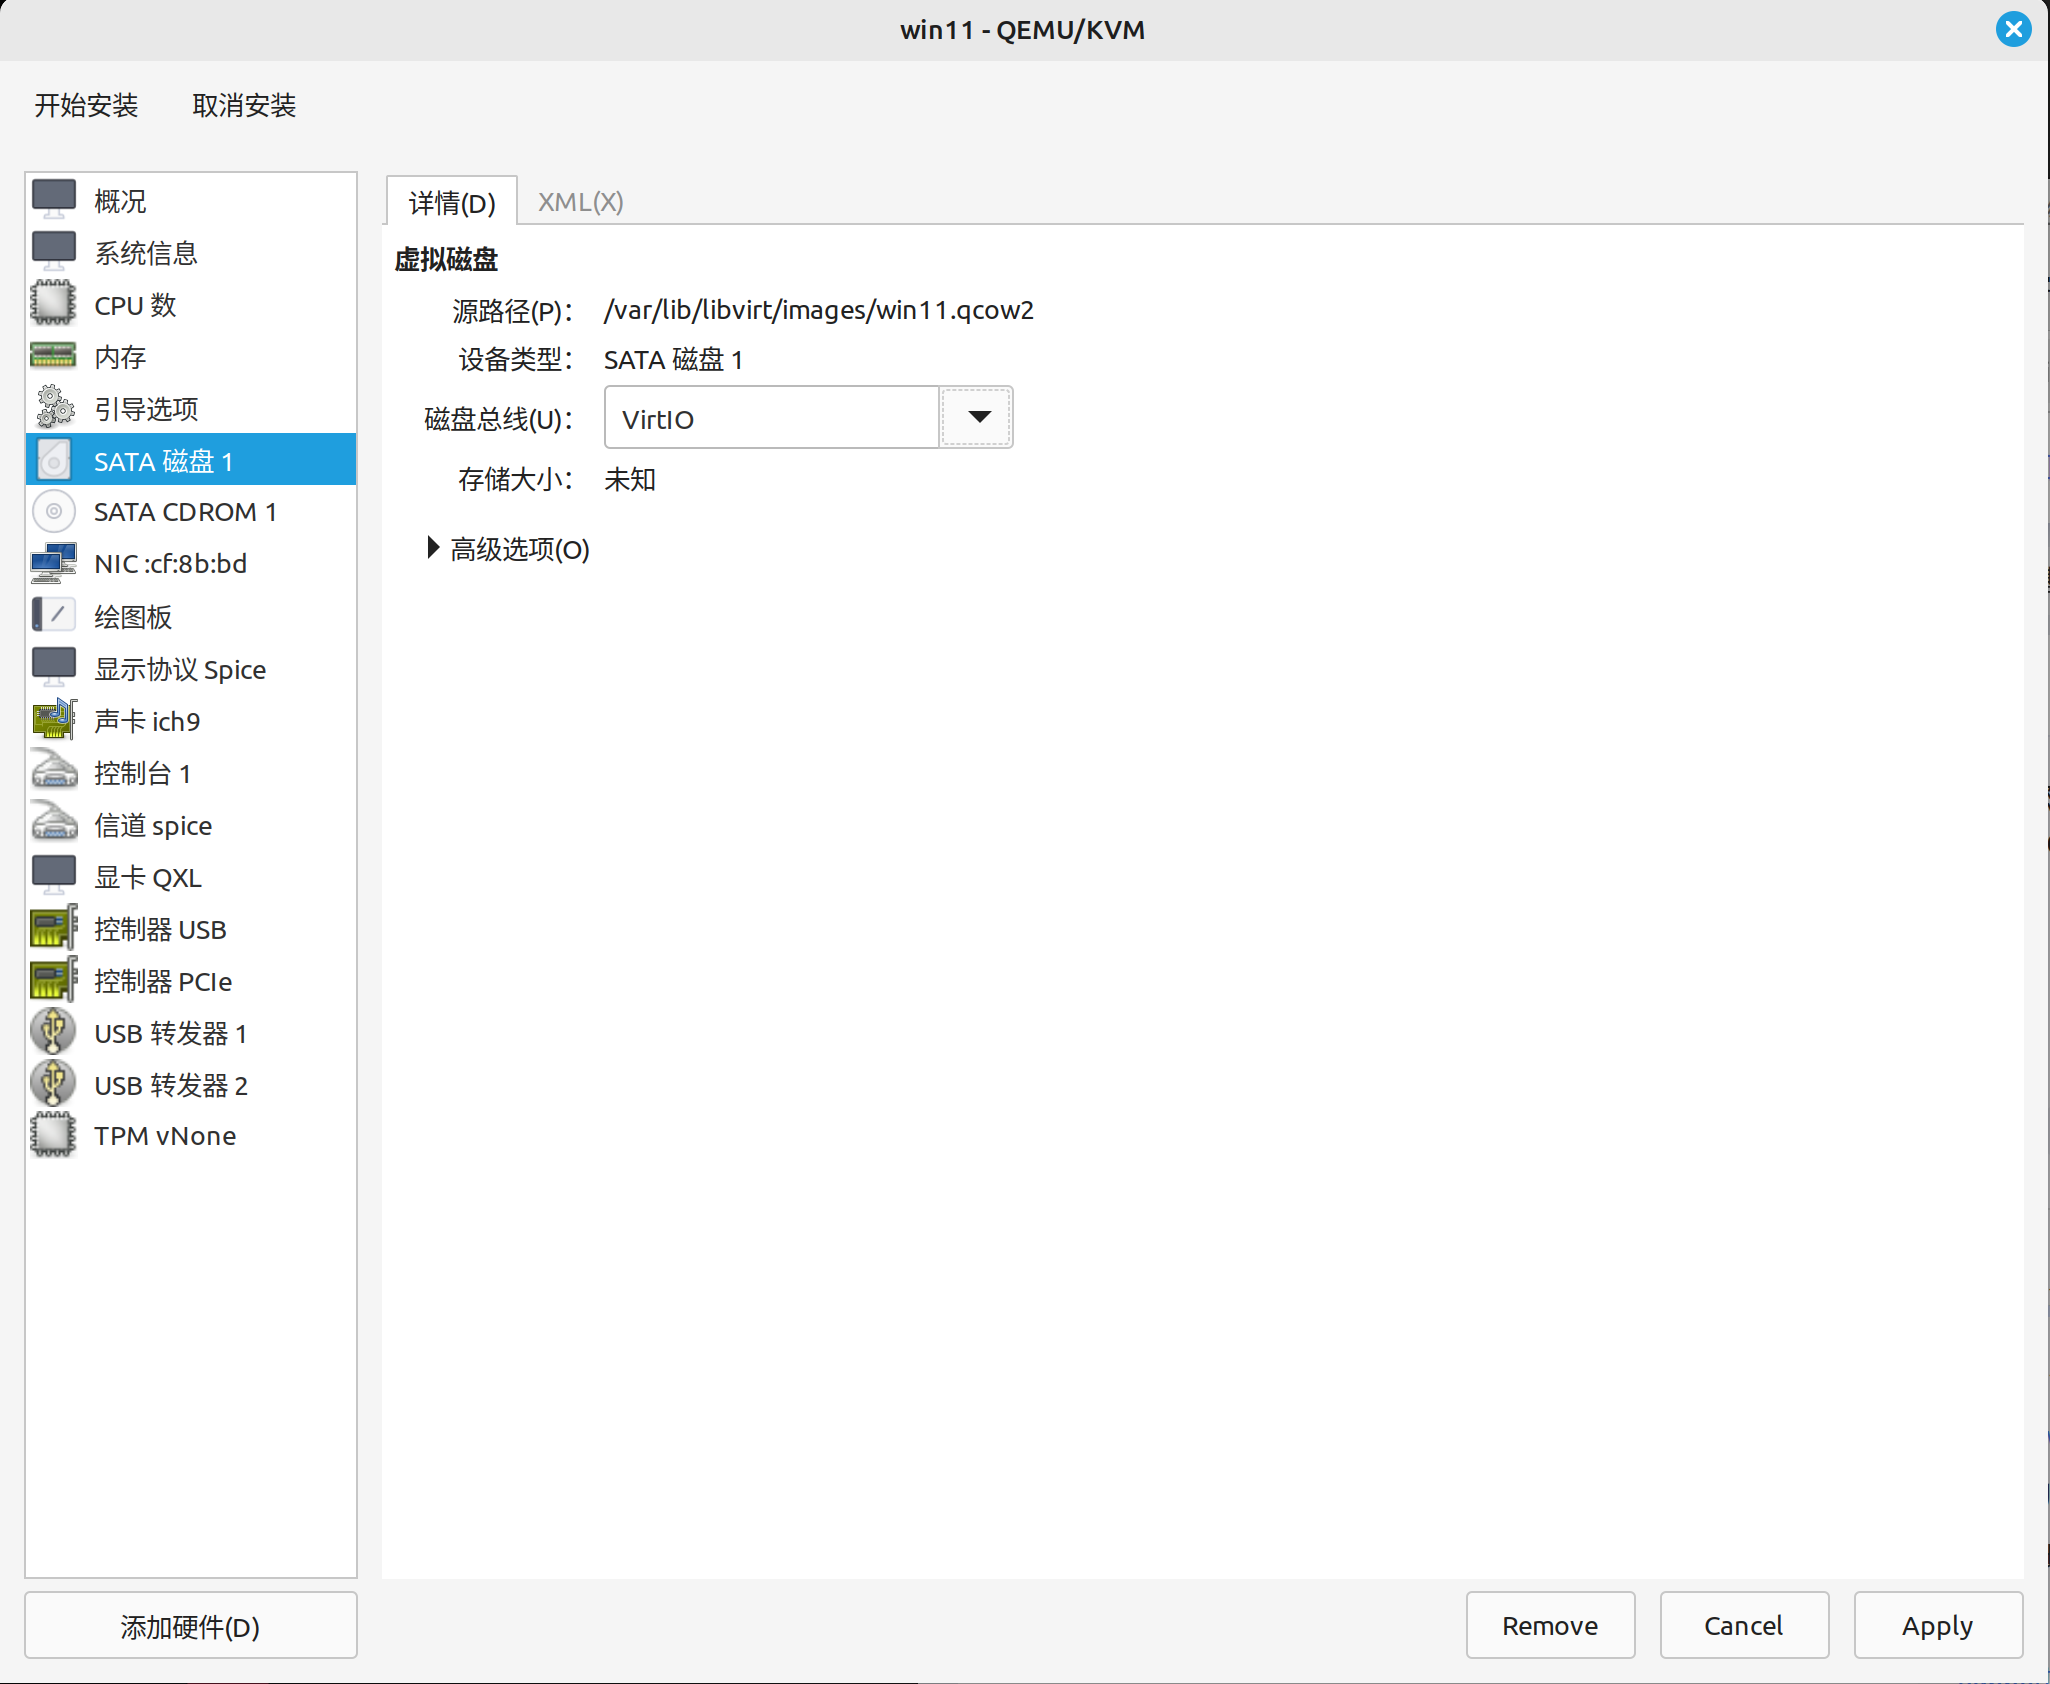 win11 - QEMU/KVM
开始安装 取消安装
概况
系统信息
CPU 数
内存
引导选项
SATA 磁盘 1
SATA CDROM 1
NIC :cf:8b:bd
绘图板
显示协议 Spice
声卡 ich9
控制台 1
信道 spice
显卡 QXL
控制器 USB
控制器 PCIe
USB 转发器 1
USB 转发器 2
TPM vNone
添加硬件(D)
详情(D) XML(X)
虚拟磁盘
源路径(P)： /var/lib/libvirt/images/win11.qcow2
设备类型： SATA 磁盘 1
磁盘总线(U)： VirtIO
存储大小： 未知
高级选项(O)
Remove Cancel Apply